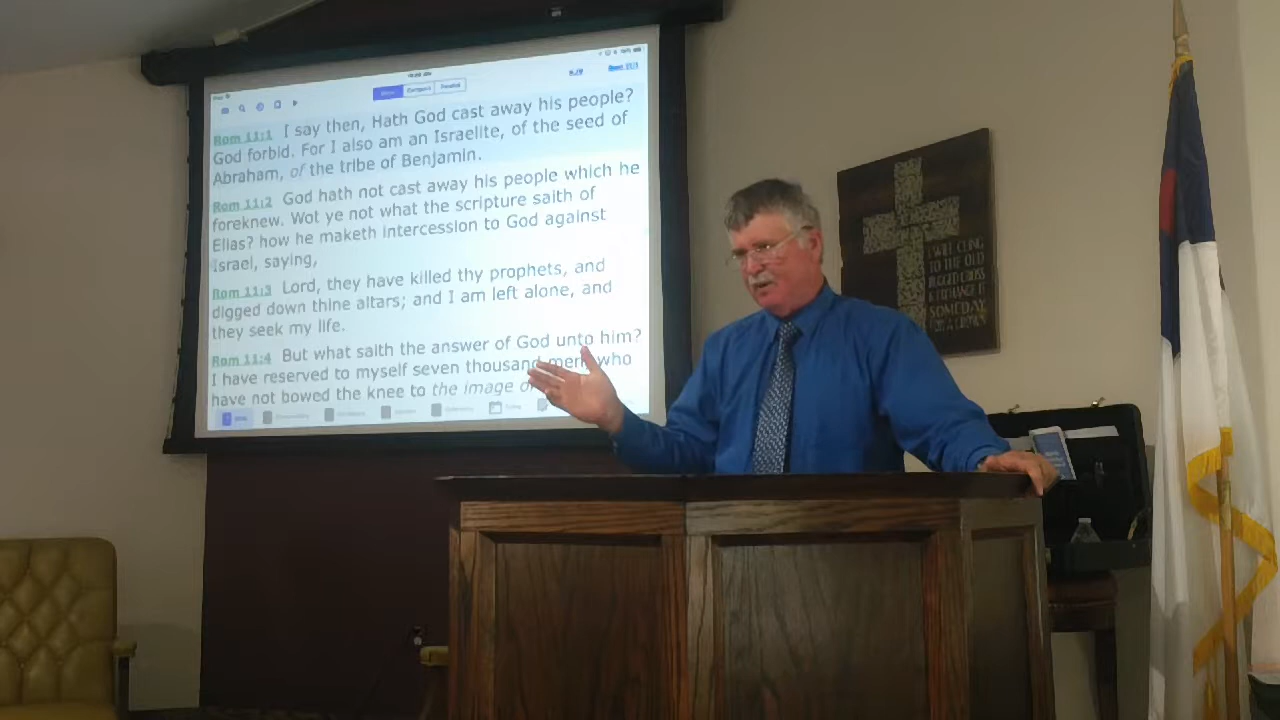 Rom 11:1 I say then, Hath God cast away his people?
God forbid. For I also am an Israelite, of the seed of
Abraham, of the tribe of Benjamin.
Rom 11:2 God hath not cast away his people which he
foreknew. Wot ye not what the scripture saith of
Elias? how he maketh intercession to God against
Israel, saying,
Rom 11:3 Lord, they have killed thy prophets, and
digged down thine altars; and I am left alone, and
they seek my life.
Rom 11:4 But what saith the answer of God unto him?
I have reserved to myself seven thousand men, who
have not bowed the knee to the image
I WILL CLING
TO THE OLD
RUGGED CROSS
& EXCHANGE IT
SOMEDAY
FOR A CROWN